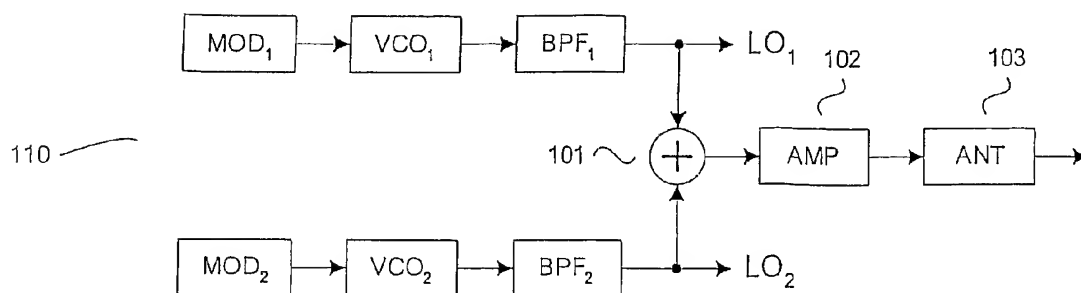 MOD₁ VCO₁ BPF₁ LO₁
102 103
110 101 + AMP ANT
MOD₂ VCO₂ BPF₂ LO₂